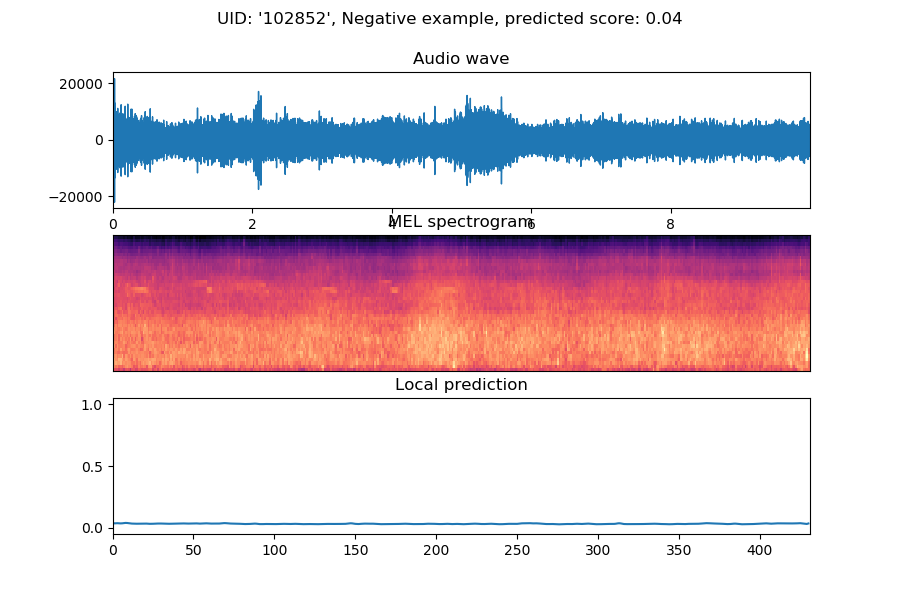 UID: '102852', Negative example, predicted score: 0.04
Audio wave
20000
0
−20000
0 2 4 6 8
MEL spectrogram
Local prediction
1.0
0.5
0.0
0 50 100 150 200 250 300 350 400